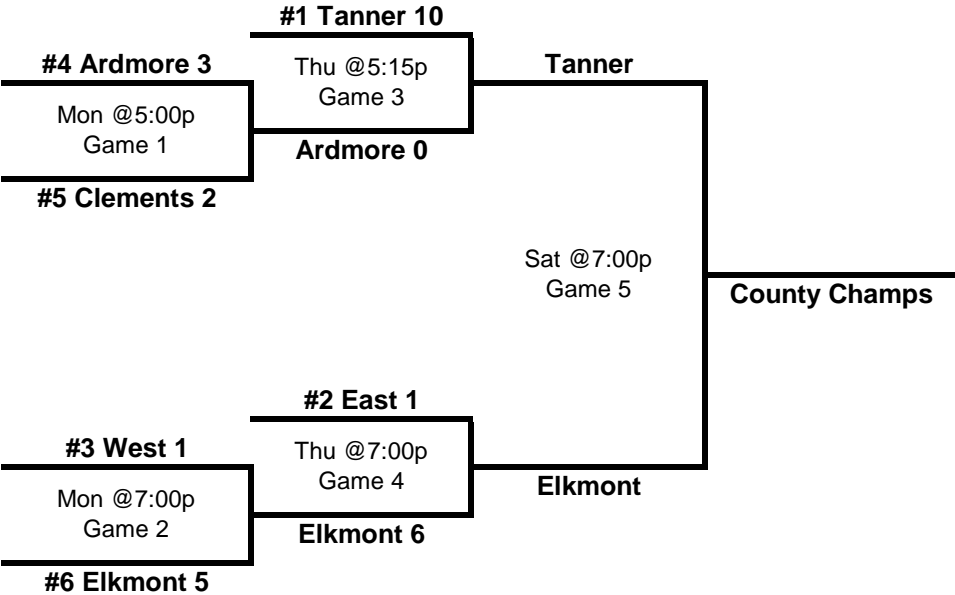 #1 Tanner 10
#4 Ardmore 3
Thu @5:15p
Game 3
Tanner
Mon @5:00p
Game 1
Ardmore 0
#5 Clements 2
Sat @7:00p
Game 5
County Champs
#2 East 1
#3 West 1
Thu @7:00p
Game 4
Elkmont
Mon @7:00p
Game 2
Elkmont 6
#6 Elkmont 5